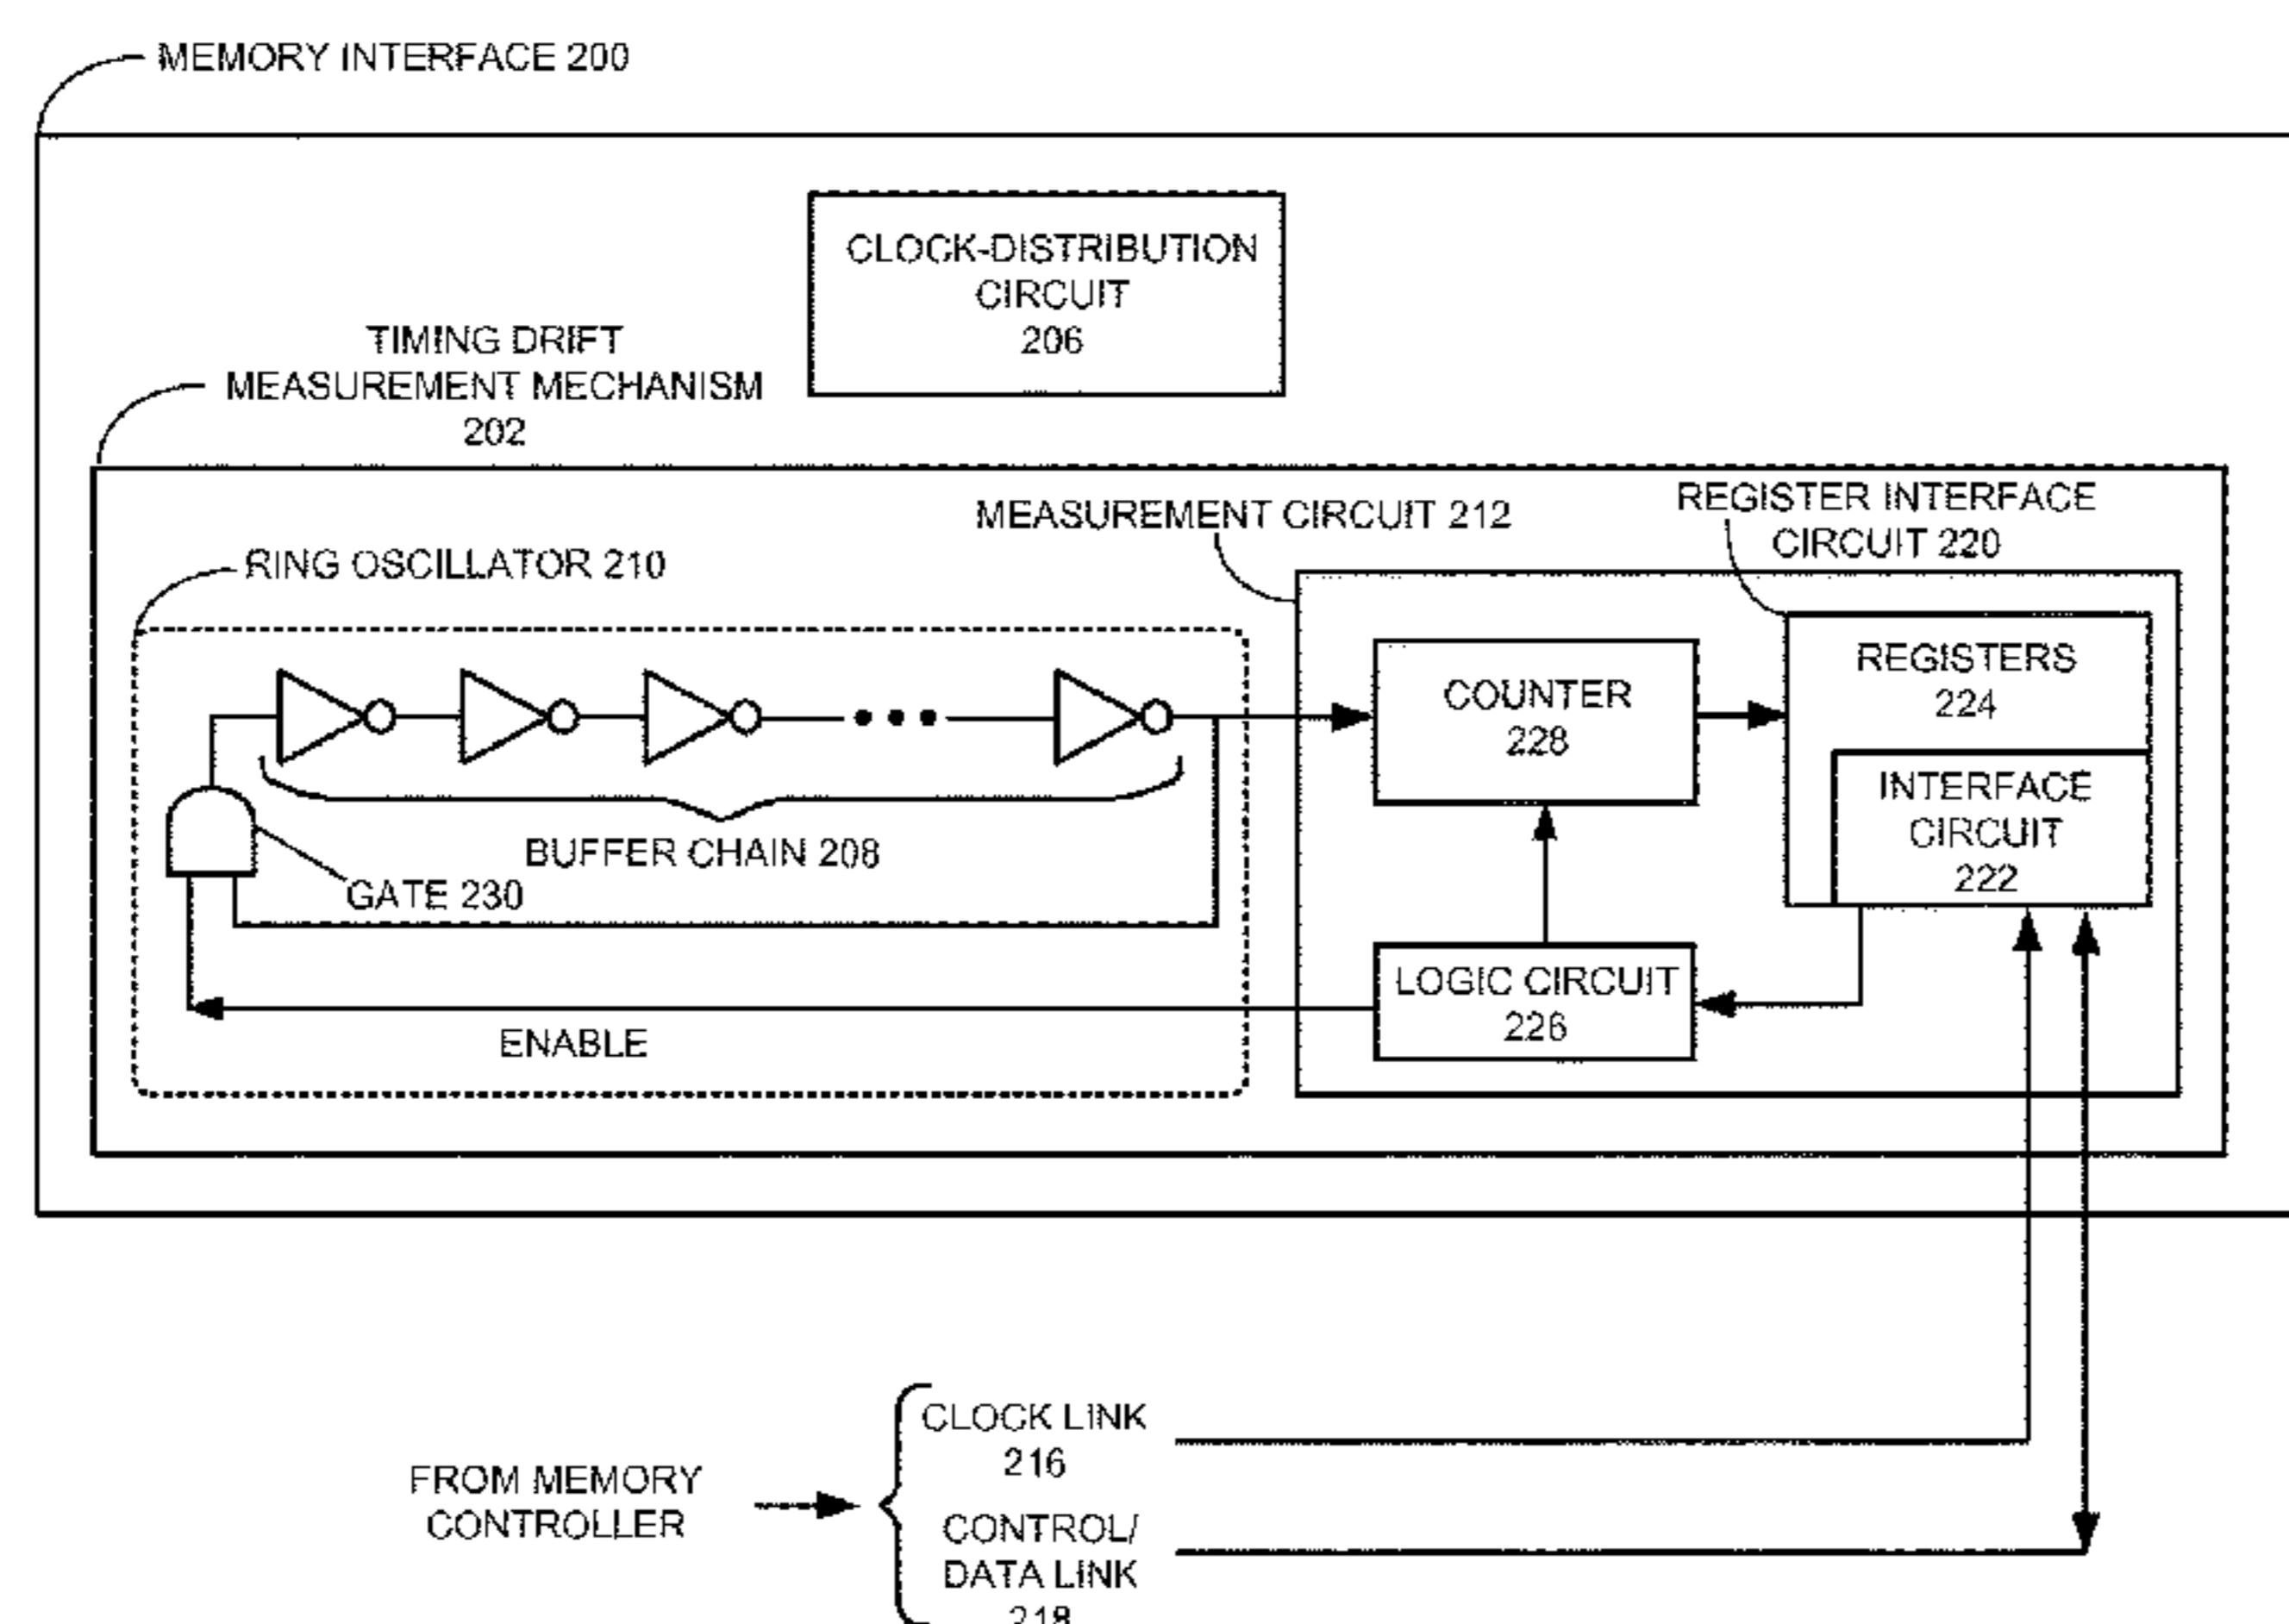 MEMORY INTERFACE 200
CLOCK-DISTRIBUTION
CIRCUIT
206
TIMING DRIFT
MEASUREMENT MECHANISM
202
MEASUREMENT CIRCUIT 212
REGISTER INTERFACE
CIRCUIT 220
RING OSCILLATOR 210
REGISTERS
224
COUNTER
228
INTERFACE
CIRCUIT
222
BUFFER CHAIN 208
GATE 230
LOGIC CIRCUIT
226
ENABLE
CLOCK LINK
216
FROM MEMORY
CONTROLLER
CONTROL/
DATA LINK
218